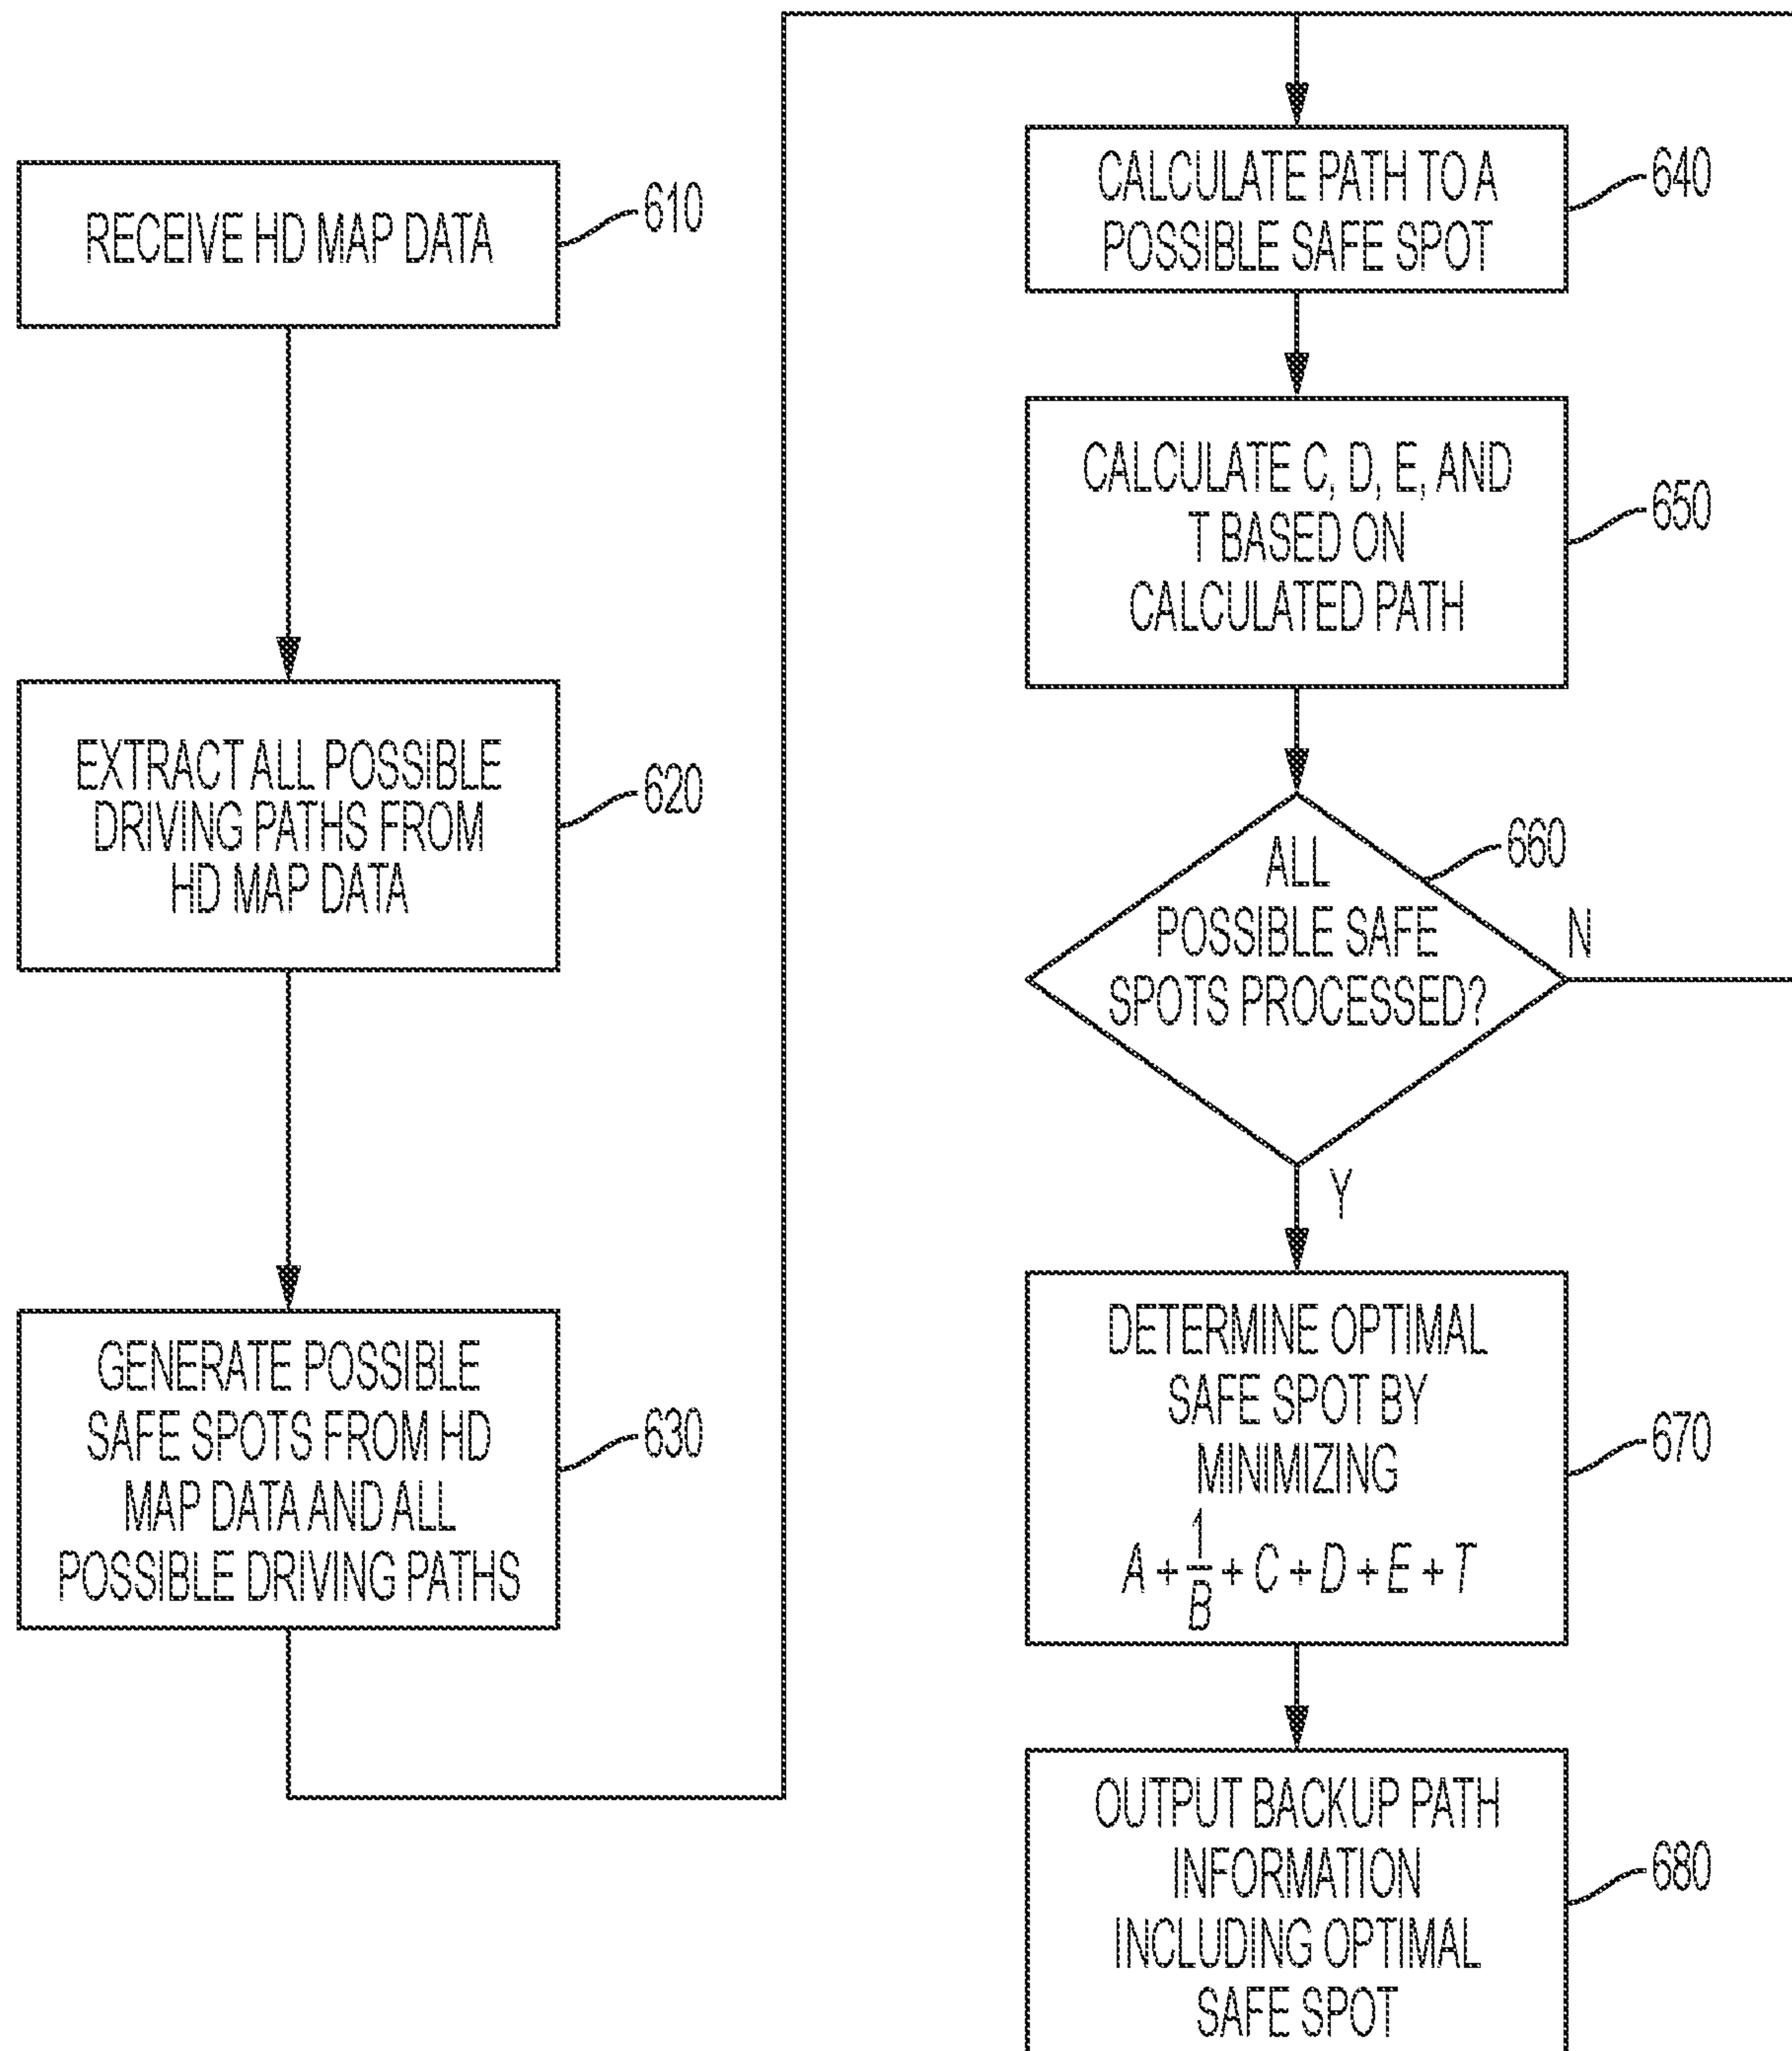 RECEIVE HD MAP DATA
610
EXTRACT ALL POSSIBLE
DRIVING PATHS FROM
HD MAP DATA
620
GENERATE POSSIBLE
SAFE SPOTS FROM HD
MAP DATA AND ALL
POSSIBLE DRIVING PATHS
630
CALCULATE PATH TO A
POSSIBLE SAFE SPOT
640
CALCULATE C, D, E, AND
T BASED ON
CALCULATED PATH
650
ALL
POSSIBLE SAFE
SPOTS PROCESSED?
660
N
Y
DETERMINE OPTIMAL
SAFE SPOT BY
MINIMIZING
A + 1/B + C + D + E + T
670
OUTPUT BACKUP PATH
INFORMATION
INCLUDING OPTIMAL
SAFE SPOT
680